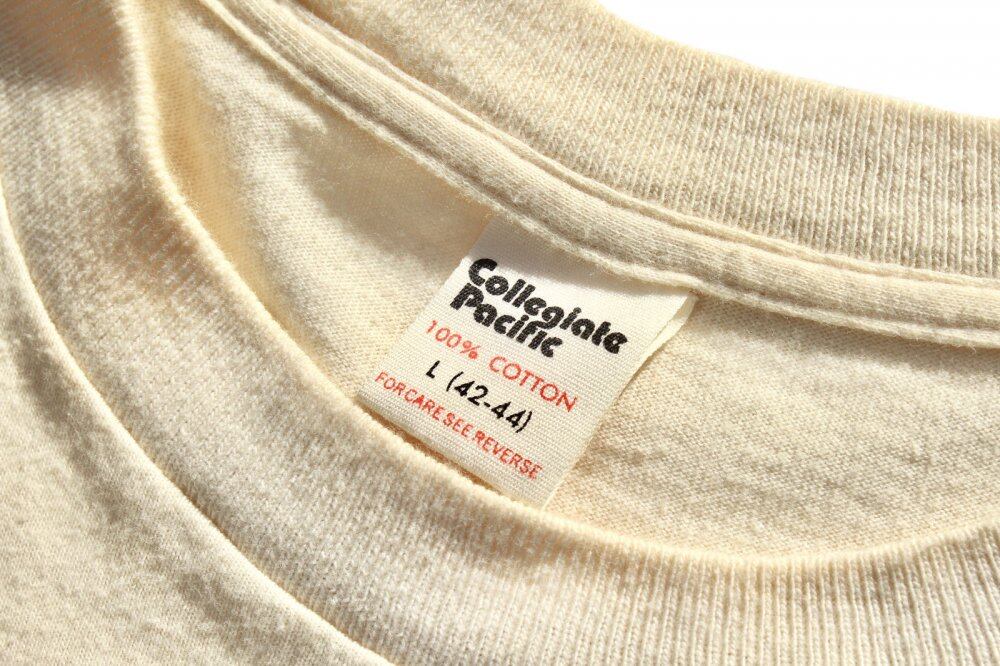 Collegiate
Pacific
100% COTTON
L (42-44)
FOR CARE SEE REVERSE